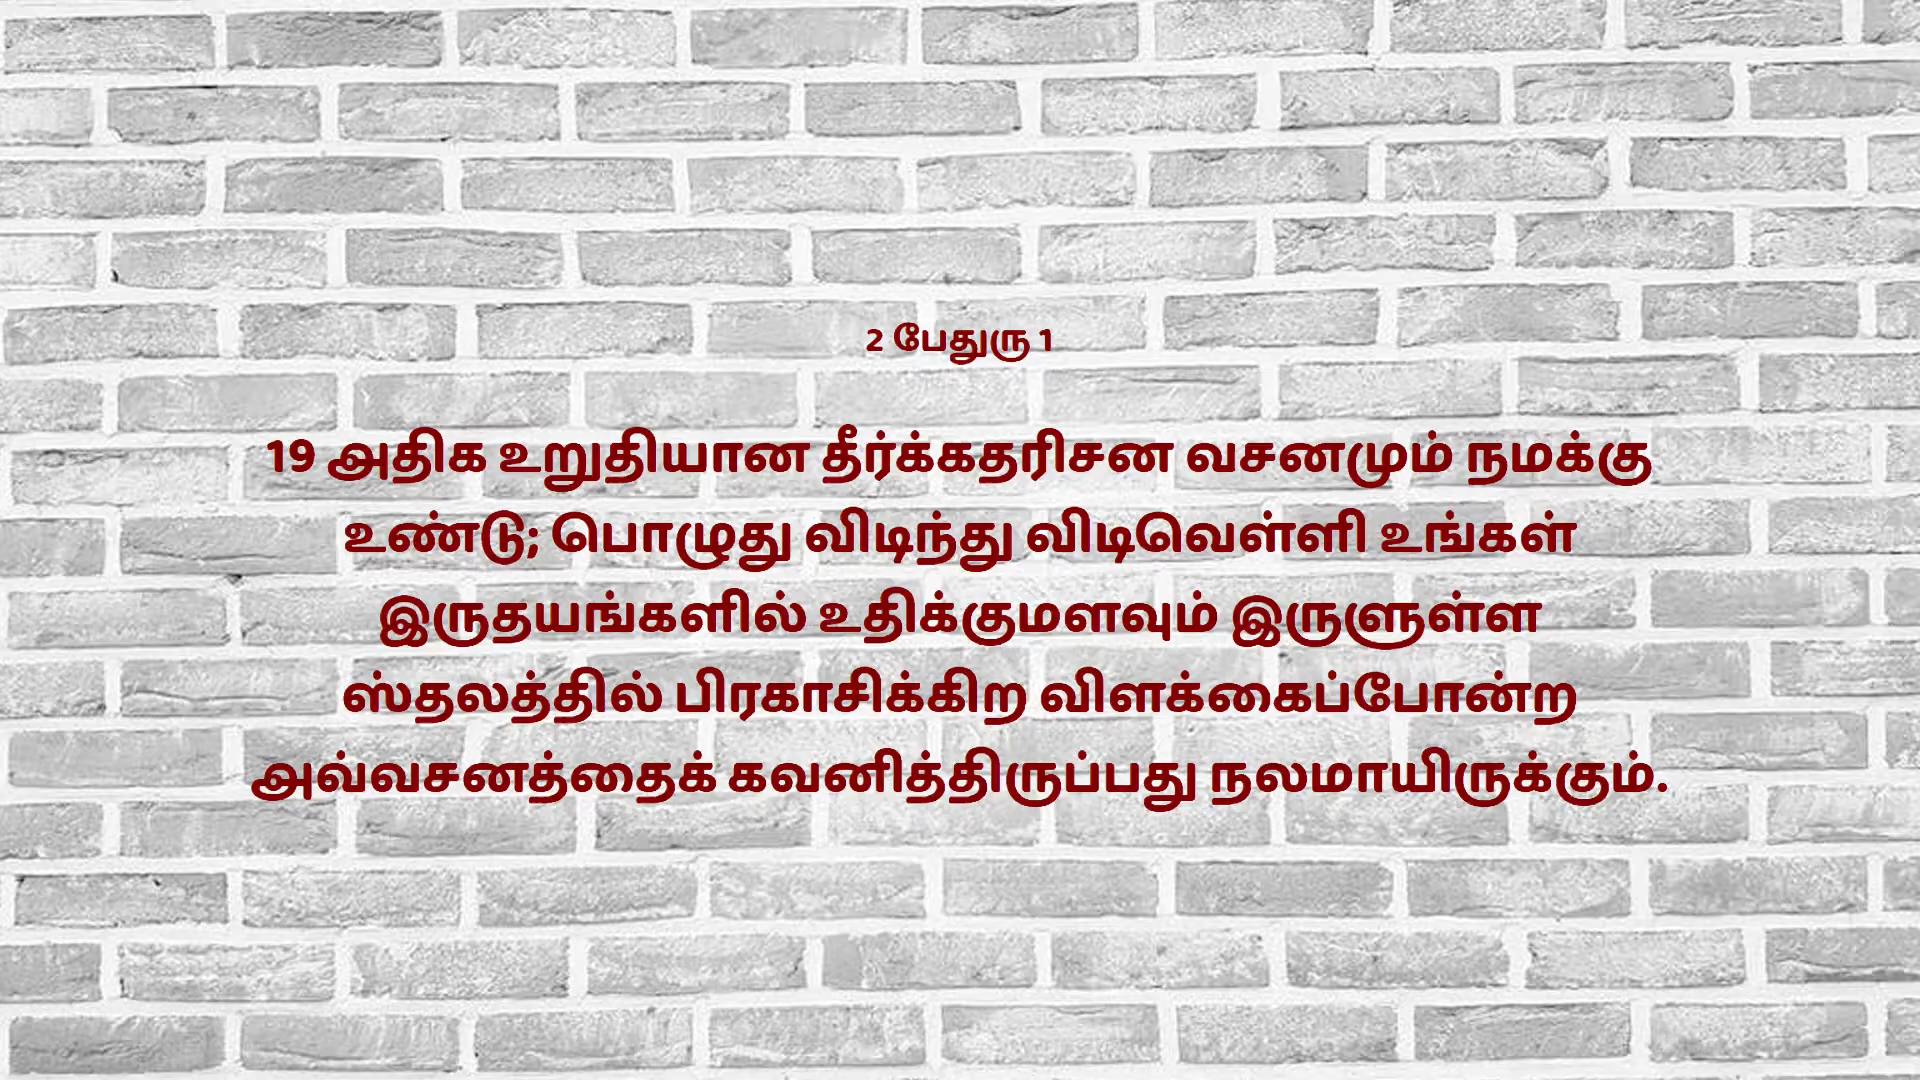 2 பேதுரு 1
19 அதிக உறுதியான தீர்க்கதரிசன வசனமும் நமக்கு
உண்டு; பொழுது விடிந்து விடிவெள்ளி உங்கள்
இருதயங்களில் உதிக்குமளவும் இருளுள்ள
ஸ்தலத்தில் பிரகாசிக்கிற விளக்கைப்போன்ற
அவ்வசனத்தைக் கவனித்திருப்பது நலமாயிருக்கும்.